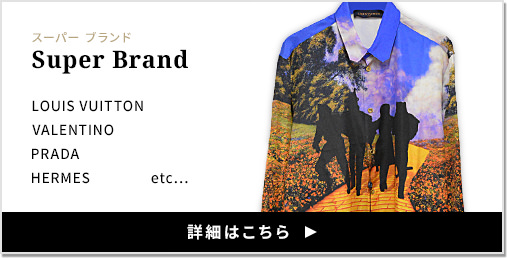 スーパー ブランド
Super Brand
LOUIS VUITTON
VALENTINO
PRADA
HERMES etc...
詳細はこちら ▶